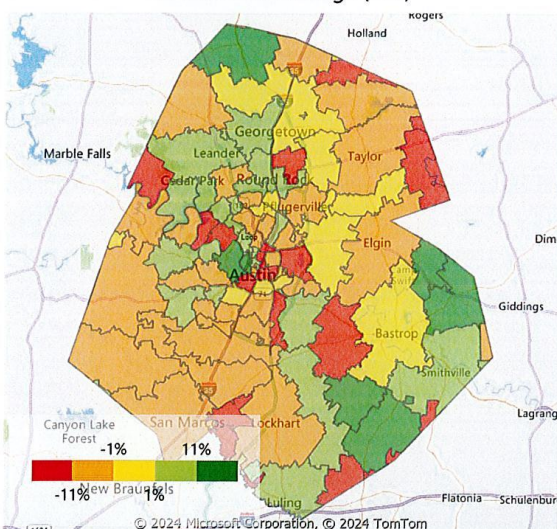 Rogers
Holland
Georgetown
Marble Falls
Leander
Taylor
Cedar Park
Round Rock
Pflugerville
Elgin
Dim
Austin
Giddings
Bastrop
Smithville
Lagrang
Canyon Lake
Forest
San Marcos
Lockhart
-1%
11%
-11%
1%
New Braunfels
Luling
Flatonia
Schulenbur
© 2024 Microsoft Corporation, © 2024 TomTom